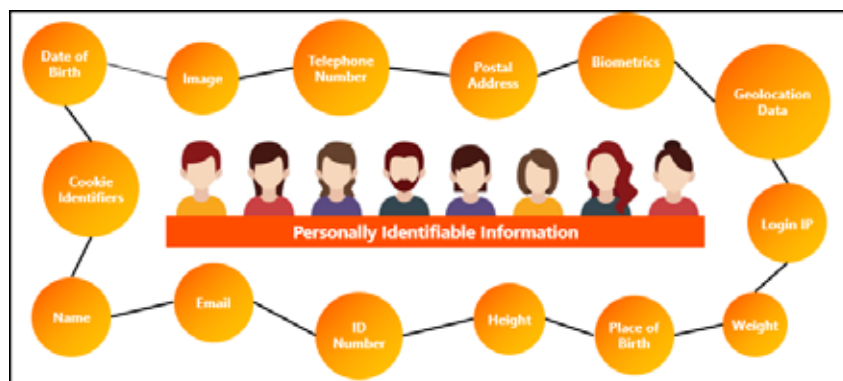 Date of
Birth
Image
Telephone
Number
Postal
Address
Biometrics
Geolocation
Data
Cookie
Identifiers
Login IP
Personally Identifiable Information
Name
Email
ID
Number
Height
Place of
Birth
Weight